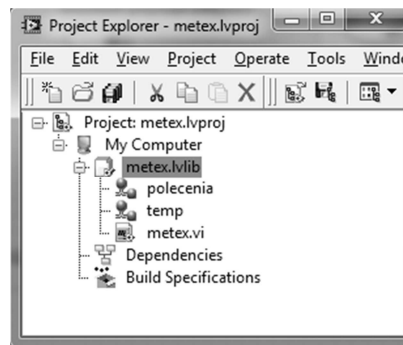 Project Explorer - metex.lvproj
File Edit View Project Operate Tools
Project: metex.lvproj
My Computer
metex.lvlib
polecenia
temp
metex.vi
Dependencies
Build Specifications